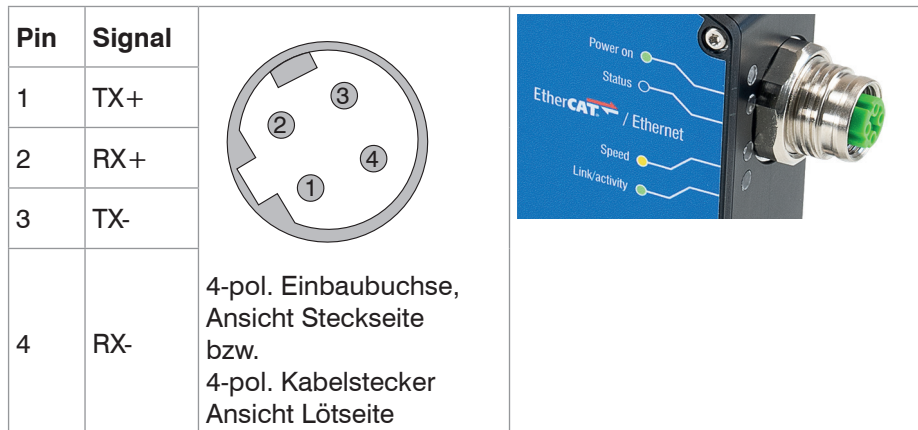 Pin Signal
1 TX+
2 RX+
3 TX-
4 RX-
3
2
4
1
4-pol. Einbaubuchse,
Ansicht Steckseite
bzw.
4-pol. Kabelstecker
Ansicht Lötseite
Power on
Status
EtherCAT / Ethernet
Speed
Link/activity